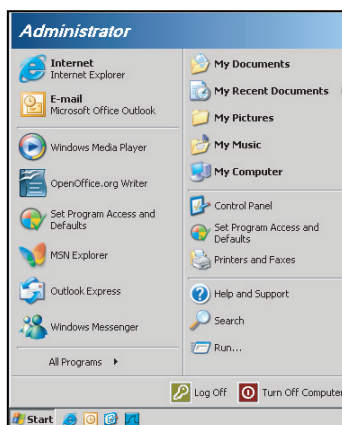 Administrator
Internet
Internet Explorer
E-mail
Microsoft Office Outlook
Windows Media Player
OpenOffice.org Writer
Set Program Access and
Defaults
MSN Explorer
Outlook Express
Windows Messenger
All Programs
My Documents
My Recent Documents
My Pictures
My Music
My Computer
Control Panel
Set Program Access and
Defaults
Printers and Faxes
Help and Support
Search
Run...
Log Off
Turn Off Computer
Start